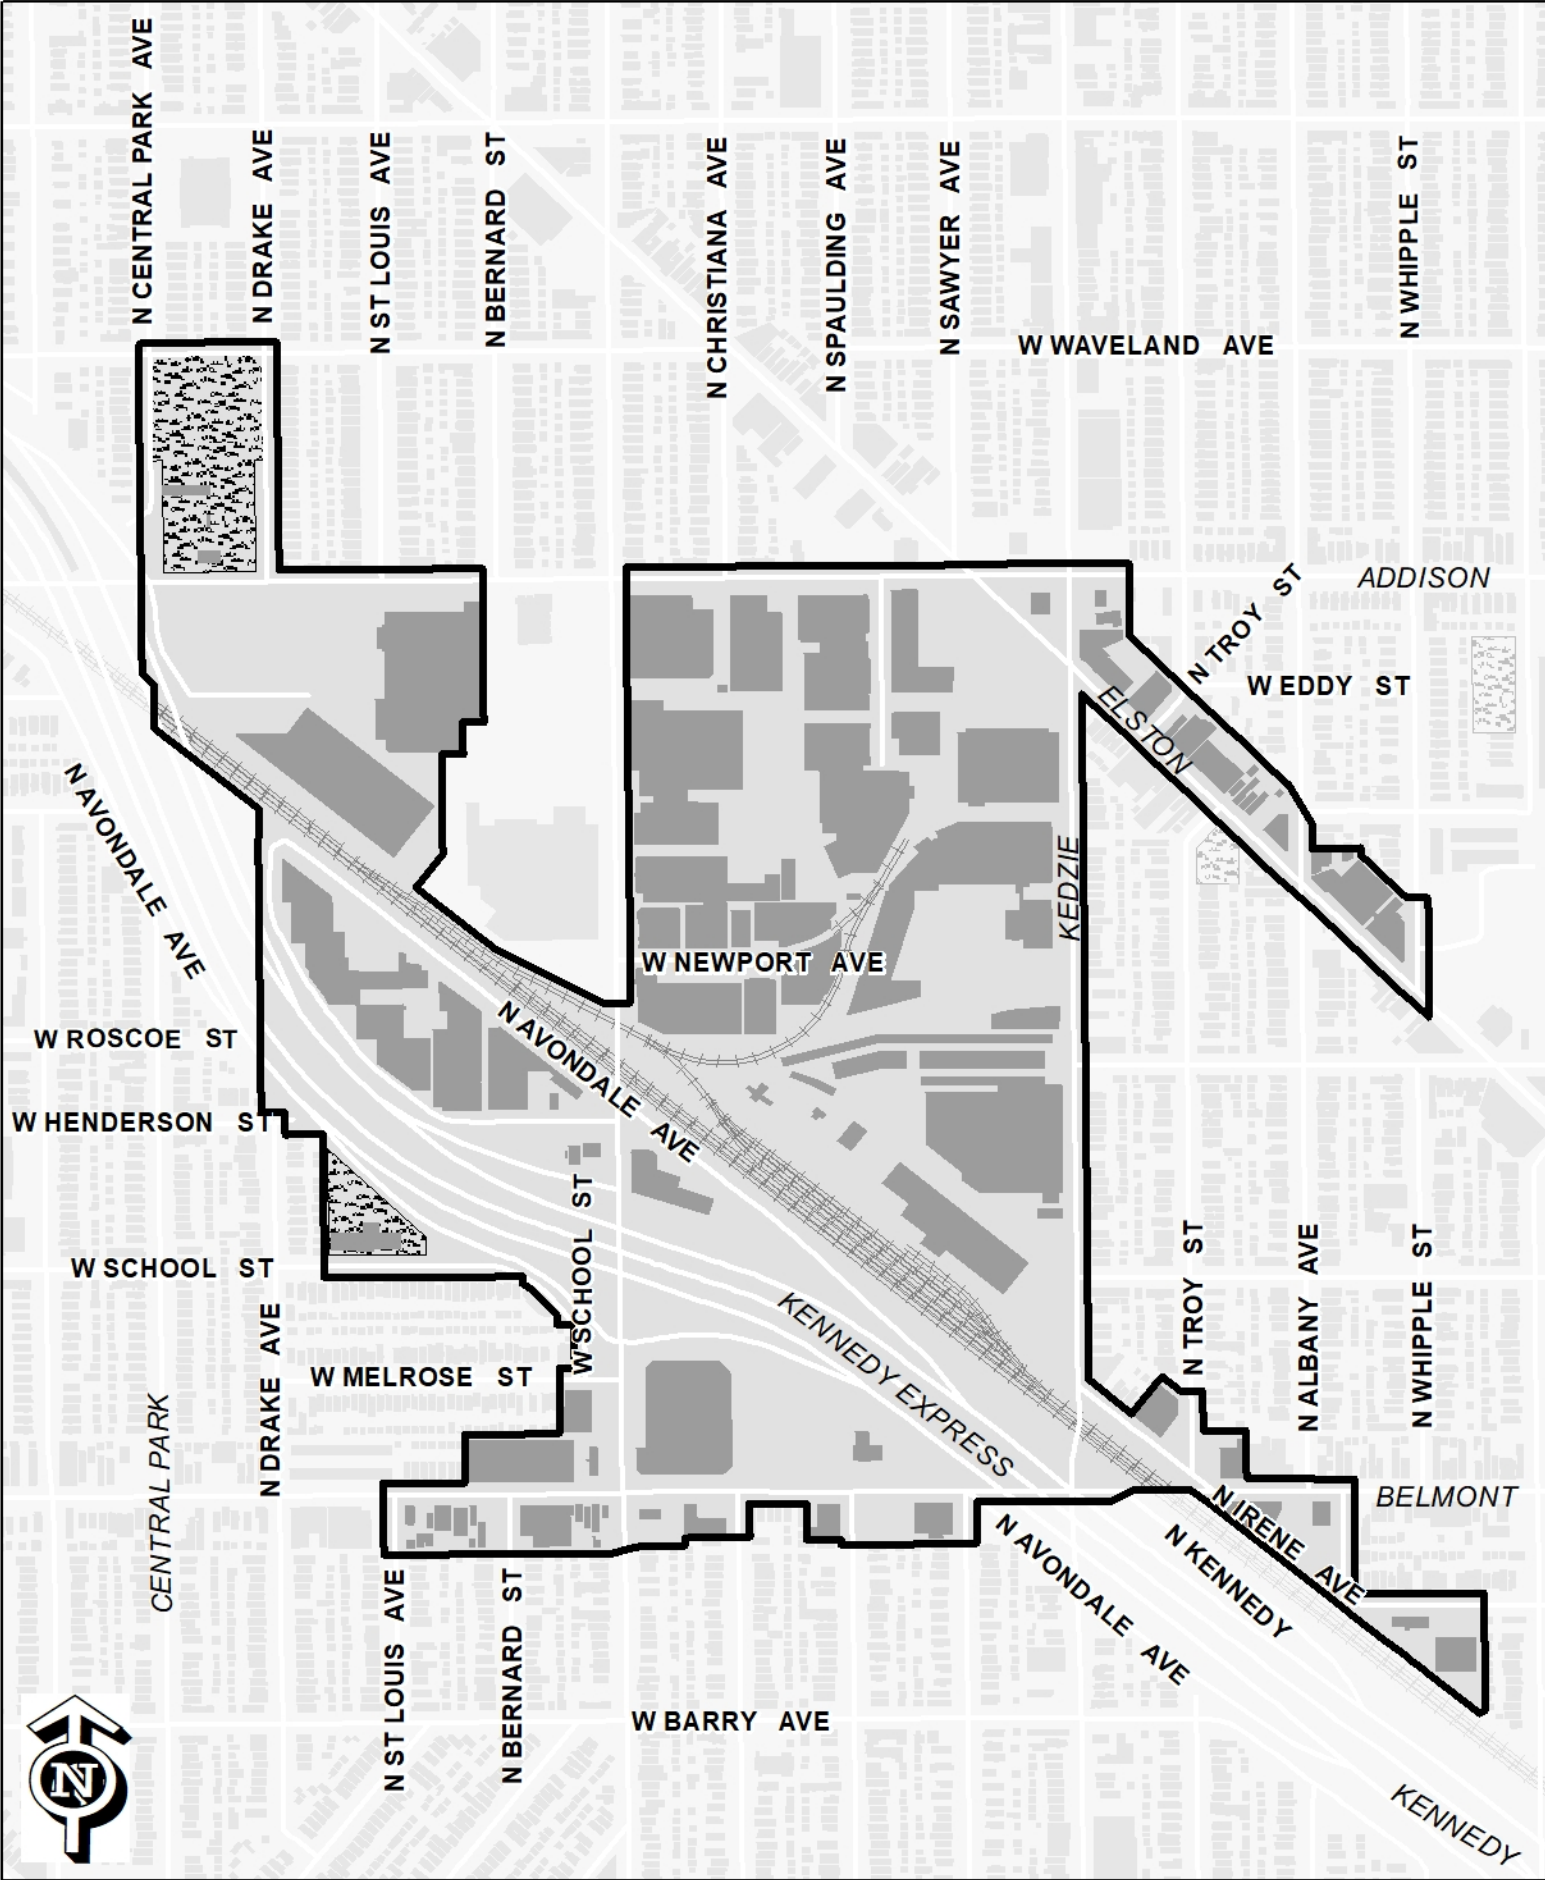 N CENTRAL PARK AVE
N DRAKE AVE
N ST LOUIS AVE
N BERNARD ST
N CHRISTIANA AVE
N SPAULDING AVE
N SAWYER AVE
N WHIPPLE ST
W WAVELAND AVE
ADDISON
N TROY ST
W EDDY ST
ELSTON
N AVONDALE AVE
KEDZIE
W NEWPORT AVE
W ROSCOE ST
N AVONDALE AVE
W HENDERSON ST
W SCHOOL ST
W SCHOOL ST
N TROY ST
N ALBANY AVE
N WHIPPLE ST
N DRAKE AVE
KENNEDY EXPRESS
W MELROSE ST
CENTRAL PARK
BELMONT
N IRENE AVE
N AVONDALE AVE
N KENNEDY
N ST LOUIS AVE
N BERNARD ST
W BARRY AVE
N
KENNEDY